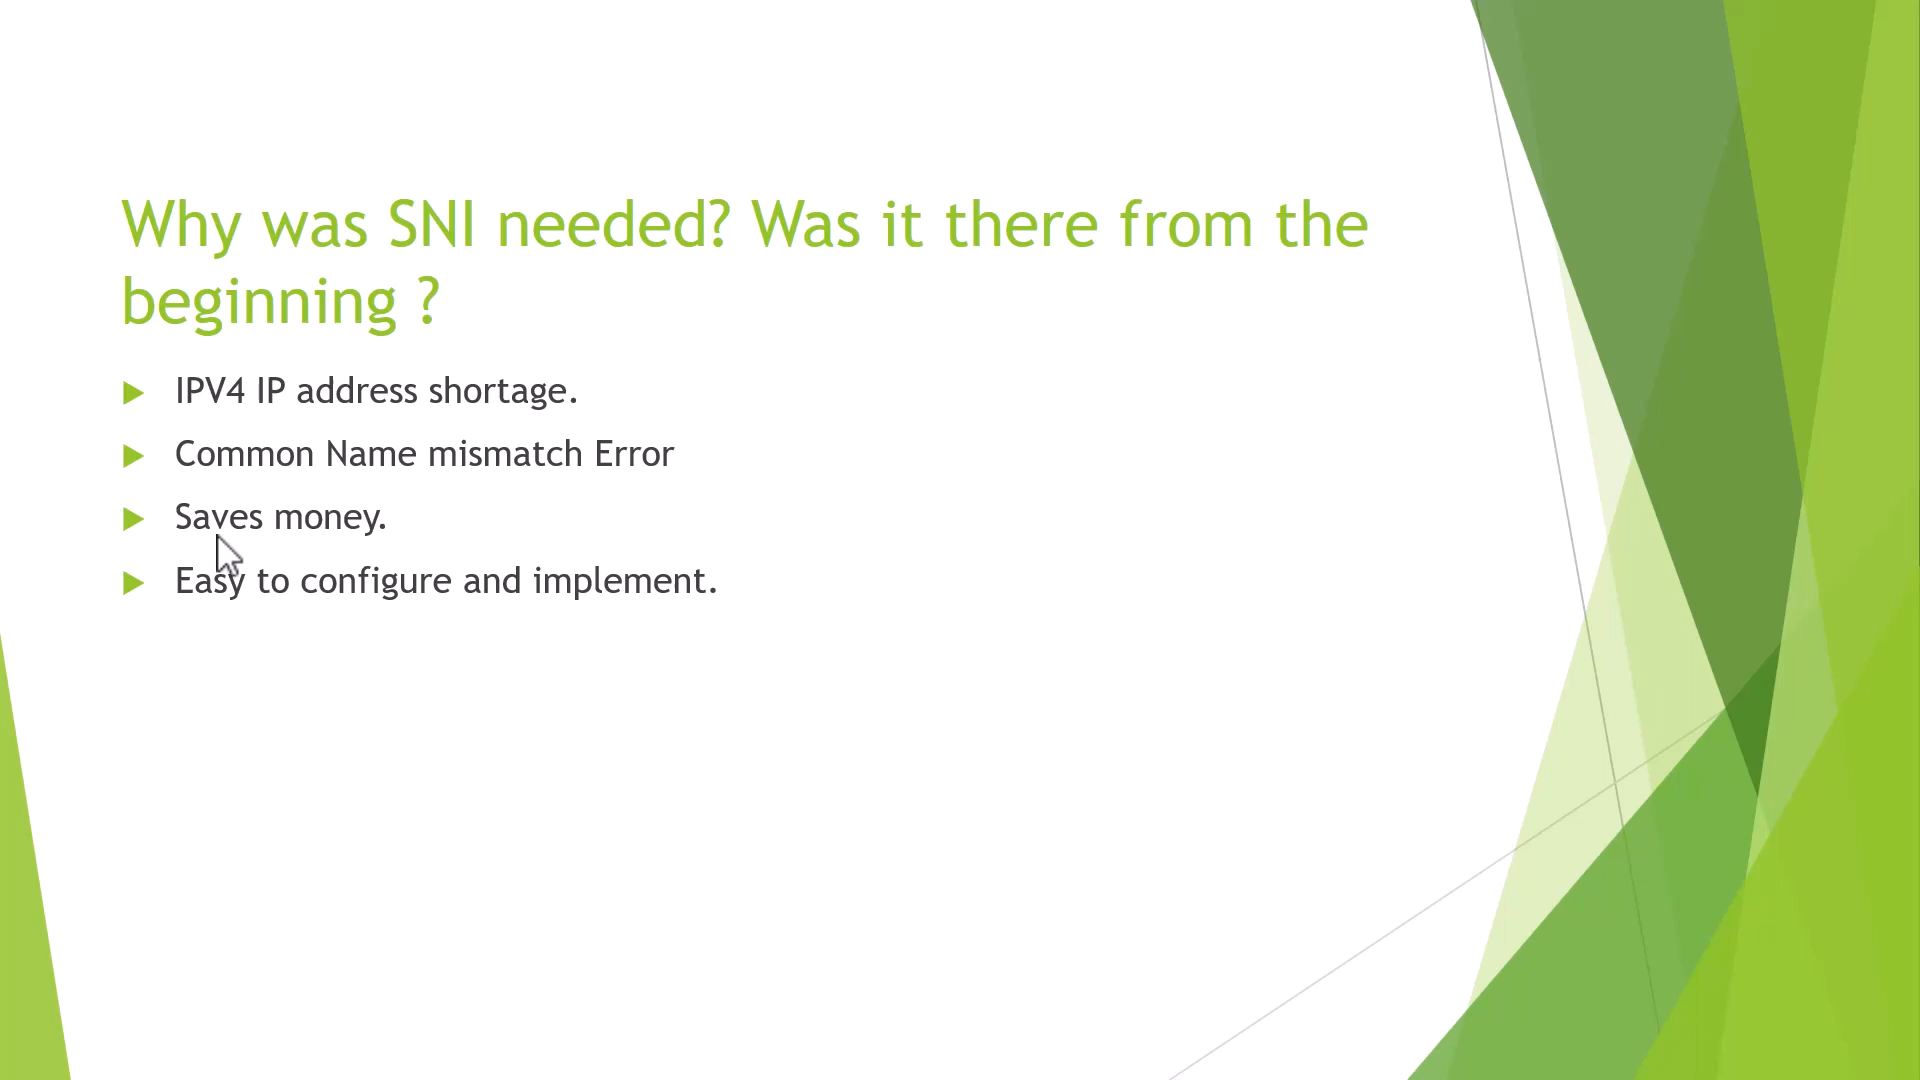 Why was SNI needed? Was it there from the
beginning ?
IPV4 IP address shortage.
Common Name mismatch Error
Saves money.
Easy to configure and implement.